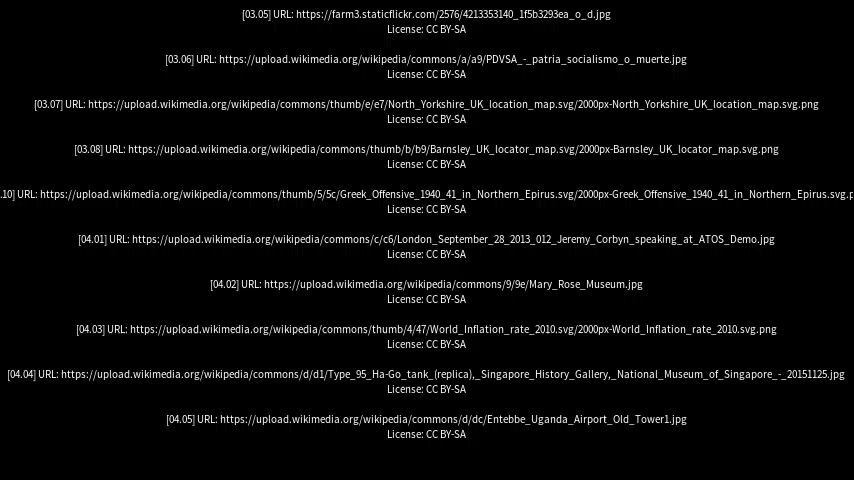 [03.05] URL: https://farm3.staticflickr.com/2576/4213353140_1f5b3293ea_o_d.jpg
License: CC BY-SA
[03.06] URL: https://upload.wikimedia.org/wikipedia/commons/a/a9/PDVSA_-_patria_socialismo_o_muerte.jpg
License: CC BY-SA
[03.07] URL: https://upload.wikimedia.org/wikipedia/commons/thumb/e/e7/North_Yorkshire_UK_location_map.svg/2000px-North_Yorkshire_UK_location_map.svg.png
License: CC BY-SA
[03.08] URL: https://upload.wikimedia.org/wikipedia/commons/thumb/b/b9/Barnsley_UK_locator_map.svg/2000px-Barnsley_UK_locator_map.svg.png
License: CC BY-SA
.10] URL: https://upload.wikimedia.org/wikipedia/commons/thumb/5/5c/Greek_Offensive_1940_41_in_Northern_Epirus.svg/2000px-Greek_Offensive_1940_41_in_Northern_Epirus.svg.p
License: CC BY-SA
[04.01] URL: https://upload.wikimedia.org/wikipedia/commons/c/c6/London_September_28_2013_012_Jeremy_Corbyn_speaking_at_ATOS_Demo.jpg
License: CC BY-SA
[04.02] URL: https://upload.wikimedia.org/wikipedia/commons/9/9e/Mary_Rose_Museum.jpg
License: CC BY-SA
[04.03] URL: https://upload.wikimedia.org/wikipedia/commons/thumb/4/47/World_Inflation_rate_2010.svg/2000px-World_Inflation_rate_2010.svg.png
License: CC BY-SA
[04.04] URL: https://upload.wikimedia.org/wikipedia/commons/d/d1/Type_95_Ha-Go_tank_(replica),_Singapore_History_Gallery,_National_Museum_of_Singapore_-_20151125.jpg
License: CC BY-SA
[04.05] URL: https://upload.wikimedia.org/wikipedia/commons/d/dc/Entebbe_Uganda_Airport_Old_Tower1.jpg
License: CC BY-SA